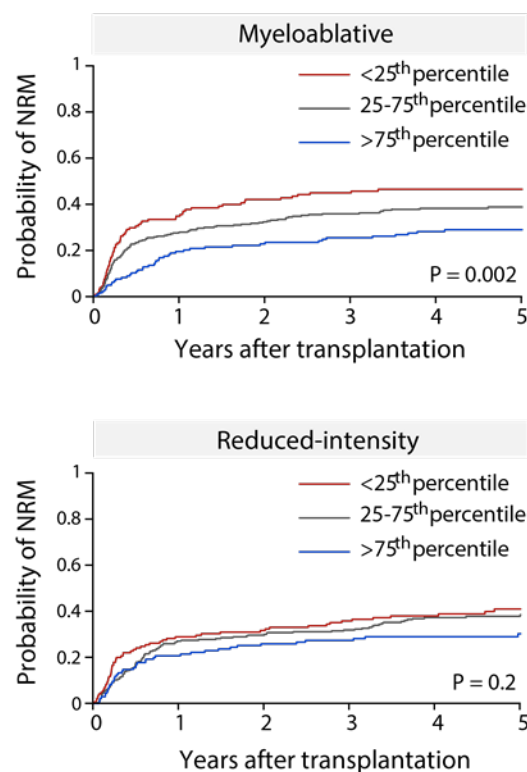 Myeloablative
Probability of NRM
1
0.8
0.6
0.4
0.2
0
<25th percentile
25-75th percentile
>75th percentile
P = 0.002
0 1 2 3 4 5
Years after transplantation
Reduced-intensity
Probability of NRM
1
0.8
0.6
0.4
0.2
0
<25th percentile
25-75th percentile
>75th percentile
P = 0.2
0 1 2 3 4 5
Years after transplantation